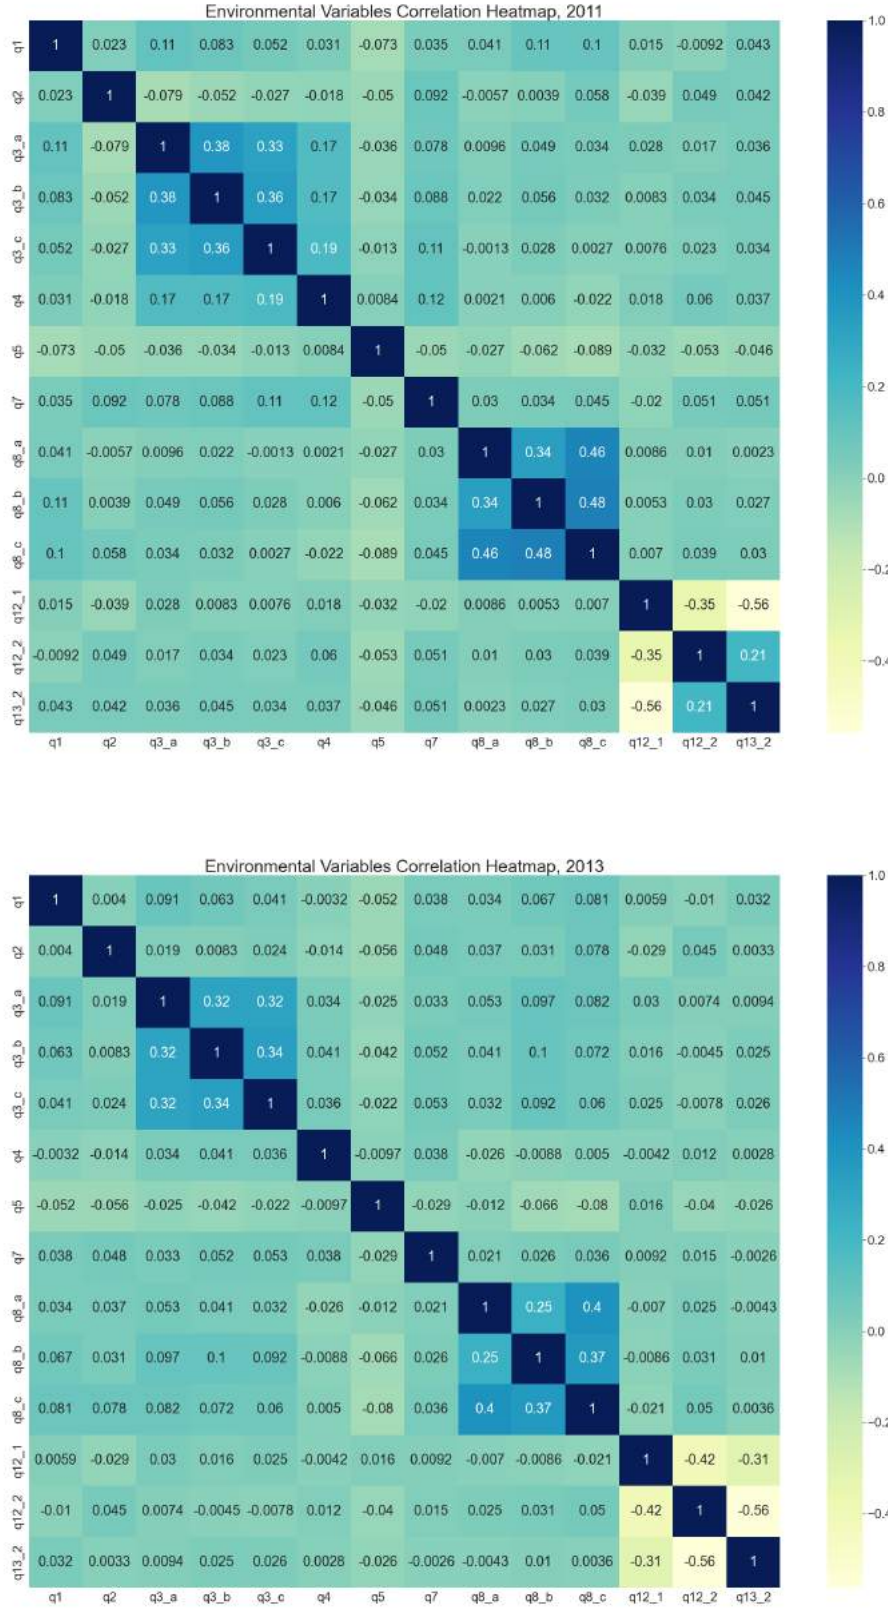 Environmental Variables Correlation Heatmap, 2011
q1 1 0.023 0.11 0.083 0.052 0.031 -0.073 0.035 0.041 0.11 0.1 0.015 -0.0092 0.043
q2 0.023 1 -0.079 -0.052 -0.027 -0.018 -0.05 0.092 -0.0057 0.0039 0.058 -0.039 0.049 0.042
q3_a 0.11 -0.079 1 0.38 0.33 0.17 -0.036 0.078 0.0096 0.049 0.034 0.028 0.017 0.036
q3_b 0.083 -0.052 0.38 1 0.36 0.17 -0.034 0.088 0.022 0.056 0.032 0.0083 0.034 0.045
q3_c 0.052 -0.027 0.33 0.36 1 0.19 -0.013 0.11 -0.0013 0.028 0.0027 0.0076 0.023 0.034
q4 0.031 -0.018 0.17 0.17 0.19 1 0.0084 0.12 0.0021 0.006 -0.022 0.018 0.06 0.037
q5 -0.073 -0.05 -0.036 -0.034 -0.013 0.0084 1 -0.05 -0.027 -0.062 -0.089 -0.032 -0.053 -0.046
q7 0.035 0.092 0.078 0.088 0.11 0.12 -0.05 1 0.03 0.034 0.045 -0.02 0.051 0.051
q8_a 0.041 -0.0057 0.0096 0.022 -0.0013 0.0021 -0.027 0.03 1 0.34 0.46 0.0086 0.01 0.0023
q8_b 0.11 0.0039 0.049 0.056 0.028 0.006 -0.062 0.034 0.34 1 0.48 0.0053 0.03 0.027
q8_c 0.1 0.058 0.034 0.032 0.0027 -0.022 -0.089 0.045 0.46 0.48 1 0.007 0.039 0.03
q12_1 0.015 -0.039 0.028 0.0083 0.0076 0.018 -0.032 -0.02 0.0086 0.0053 0.007 1 -0.35 -0.56
q12_2 -0.0092 0.049 0.017 0.034 0.023 0.06 -0.053 0.051 0.01 0.03 0.039 -0.35 1 0.21
q13_2 0.043 0.042 0.036 0.045 0.034 0.037 -0.046 0.051 0.0023 0.027 0.03 -0.56 0.21 1
q1 q2 q3_a q3_b q3_c q4 q5 q7 q8_a q8_b q8_c q12_1 q12_2 q13_2
1.0
0.8
0.6
0.4
0.2
0.0
-0.2
-0.4
Environmental Variables Correlation Heatmap, 2013
q1 1 0.004 0.091 0.063 0.041 -0.0032 -0.052 0.038 0.034 0.067 0.081 0.0059 -0.01 0.032
q2 0.004 1 0.019 0.0083 0.024 -0.014 -0.056 0.048 0.037 0.031 0.078 -0.029 0.045 0.0033
q3_a 0.091 0.019 1 0.32 0.32 0.034 -0.025 0.033 0.053 0.097 0.082 0.03 0.0074 0.0094
q3_b 0.063 0.0083 0.32 1 0.34 0.041 -0.042 0.052 0.041 0.1 0.072 0.016 -0.0045 0.025
q3_c 0.041 0.024 0.32 0.34 1 0.036 -0.022 0.053 0.032 0.092 0.06 0.025 -0.0078 0.026
q4 -0.0032 -0.014 0.034 0.041 0.036 1 -0.0097 0.038 -0.026 -0.0088 0.005 -0.0042 0.012 0.0028
q5 -0.052 -0.056 -0.025 -0.042 -0.022 -0.0097 1 -0.029 -0.012 -0.066 -0.08 0.016 -0.04 -0.026
q7 0.038 0.048 0.033 0.052 0.053 0.038 -0.029 1 0.021 0.026 0.036 0.0092 0.015 -0.0026
q8_a 0.034 0.037 0.053 0.041 0.032 -0.026 -0.012 0.021 1 0.25 0.4 -0.007 0.025 -0.0043
q8_b 0.067 0.031 0.097 0.1 0.092 -0.0088 -0.066 0.026 0.25 1 0.37 -0.0086 0.031 0.01
q8_c 0.081 0.078 0.082 0.072 0.06 0.005 -0.08 0.036 0.4 0.37 1 -0.021 0.05 0.0036
q12_1 0.0059 -0.029 0.03 0.016 0.025 -0.0042 0.016 0.0092 -0.007 -0.0086 -0.021 1 -0.42 -0.31
q12_2 -0.01 0.045 0.0074 -0.0045 -0.0078 0.012 -0.04 0.015 0.025 0.031 0.05 -0.42 1 -0.56
q13_2 0.032 0.0033 0.0094 0.025 0.026 0.0028 -0.026 -0.0026 -0.0043 0.01 0.0036 -0.31 -0.56 1
q1 q2 q3_a q3_b q3_c q4 q5 q7 q8_a q8_b q8_c q12_1 q12_2 q13_2
1.0
0.8
0.6
0.4
0.2
0.0
-0.2
-0.4